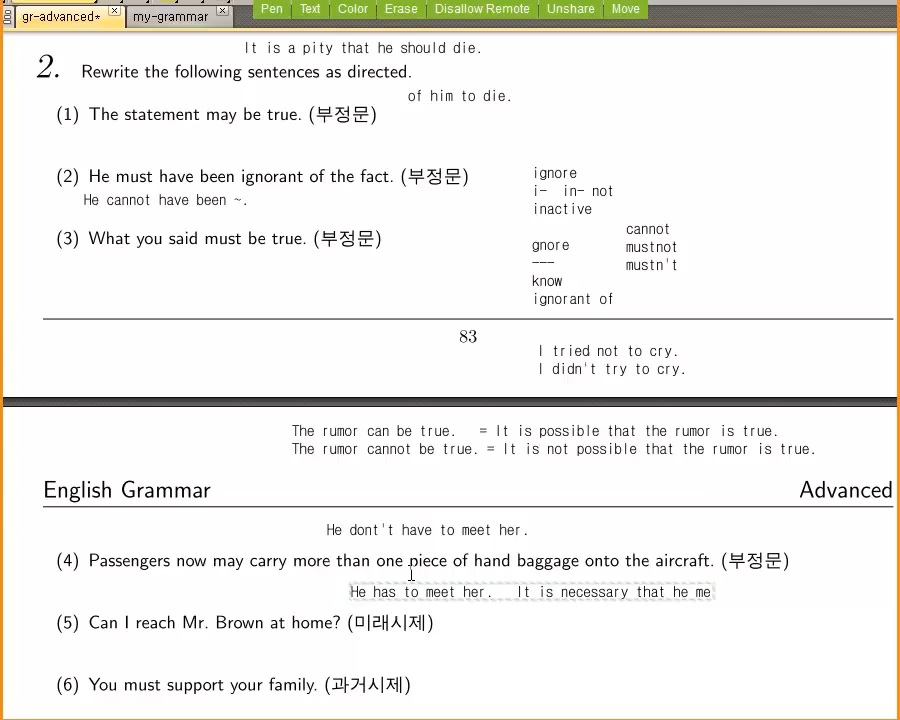 Pen Text Color Erase Disallow Remote Unshare Move
gr-advanced* my-grammar
It is a pity that he should die.
2. Rewrite the following sentences as directed.
of him to die.
(1) The statement may be true. (부정문)
(2) He must have been ignorant of the fact. (부정문)
He cannot have been ~.
(3) What you said must be true. (부정문)
ignore
i- in- not
inactive
cannot
gnore mustnot
--- mustn't
know
ignorant of
83
I tried not to cry.
I didn't try to cry.
The rumor can be true. = It is possible that the rumor is true.
The rumor cannot be true. = It is not possible that the rumor is true.
English Grammar Advanced
He dont't have to meet her.
(4) Passengers now may carry more than one piece of hand baggage onto the aircraft. (부정문)
He has to meet her. It is necessary that he me
(5) Can I reach Mr. Brown at home? (미래시제)
(6) You must support your family. (과거시제)